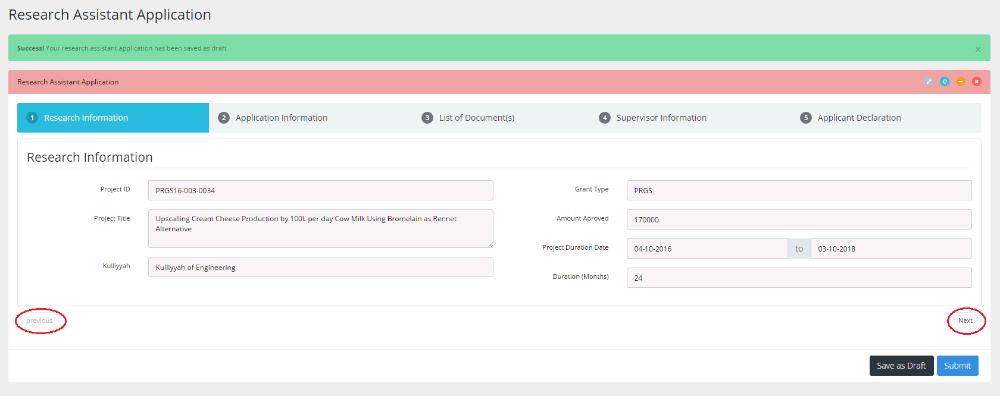 Research Assistant Application
Success! Your research assistant application has been saved as draft
×
Research Assistant Application
1 Research Information
2 Application Information
3 List of Document(s)
4 Supervisor Information
5 Applicant Declaration
Research Information
Project ID
PRGS16-003-0034
Project Title
Upscalling Cream Cheese Production by 100L per day Cow Milk Using Bromelain as Rennet
Alternative
Kulliyyah
Kulliyyah of Engineering
Grant Type
PRGS
Amount Aproved
170000
Project Duration Date
04-10-2016 to 03-10-2018
Duration (Months)
24
previous
Next
Save as Draft
Submit